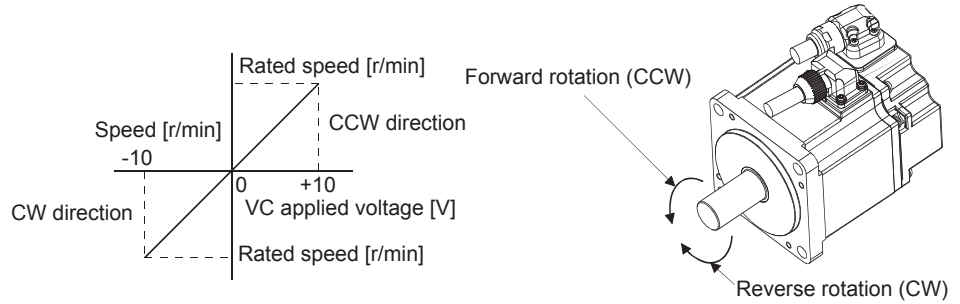 Rated speed [r/min]
Forward rotation (CCW)
Speed [r/min]
CCW direction
-10
0
+10
CW direction
VC applied voltage [V]
Rated speed [r/min]
Reverse rotation (CW)